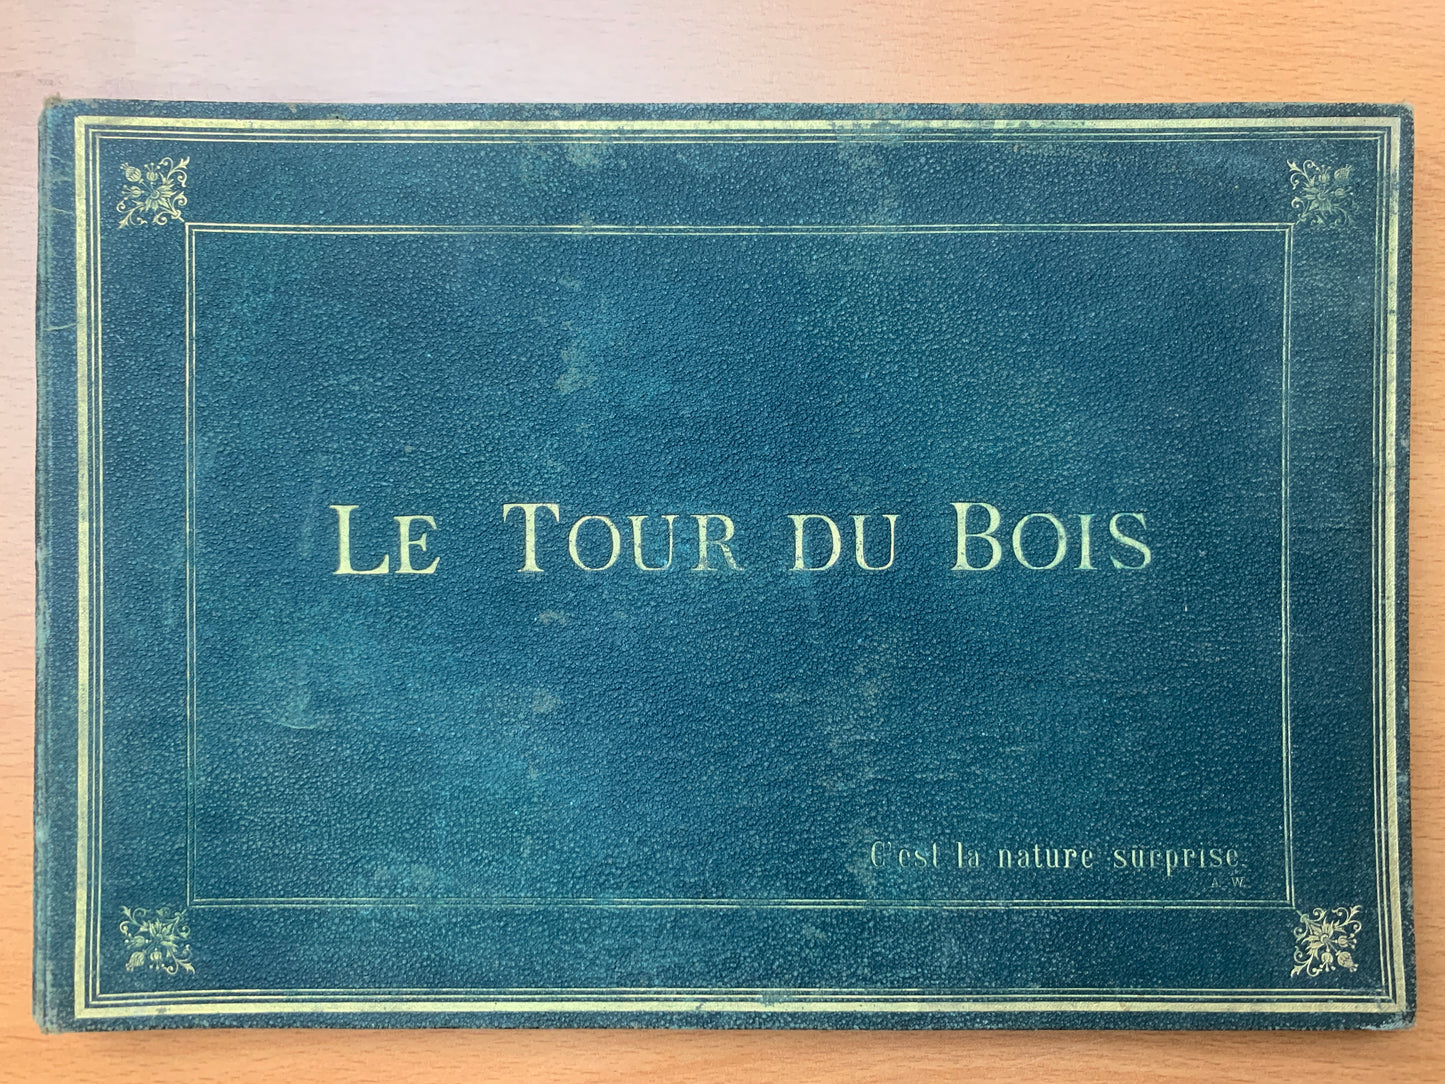 LE TOUR DU BOIS
C'est la nature surprise.
A. W.